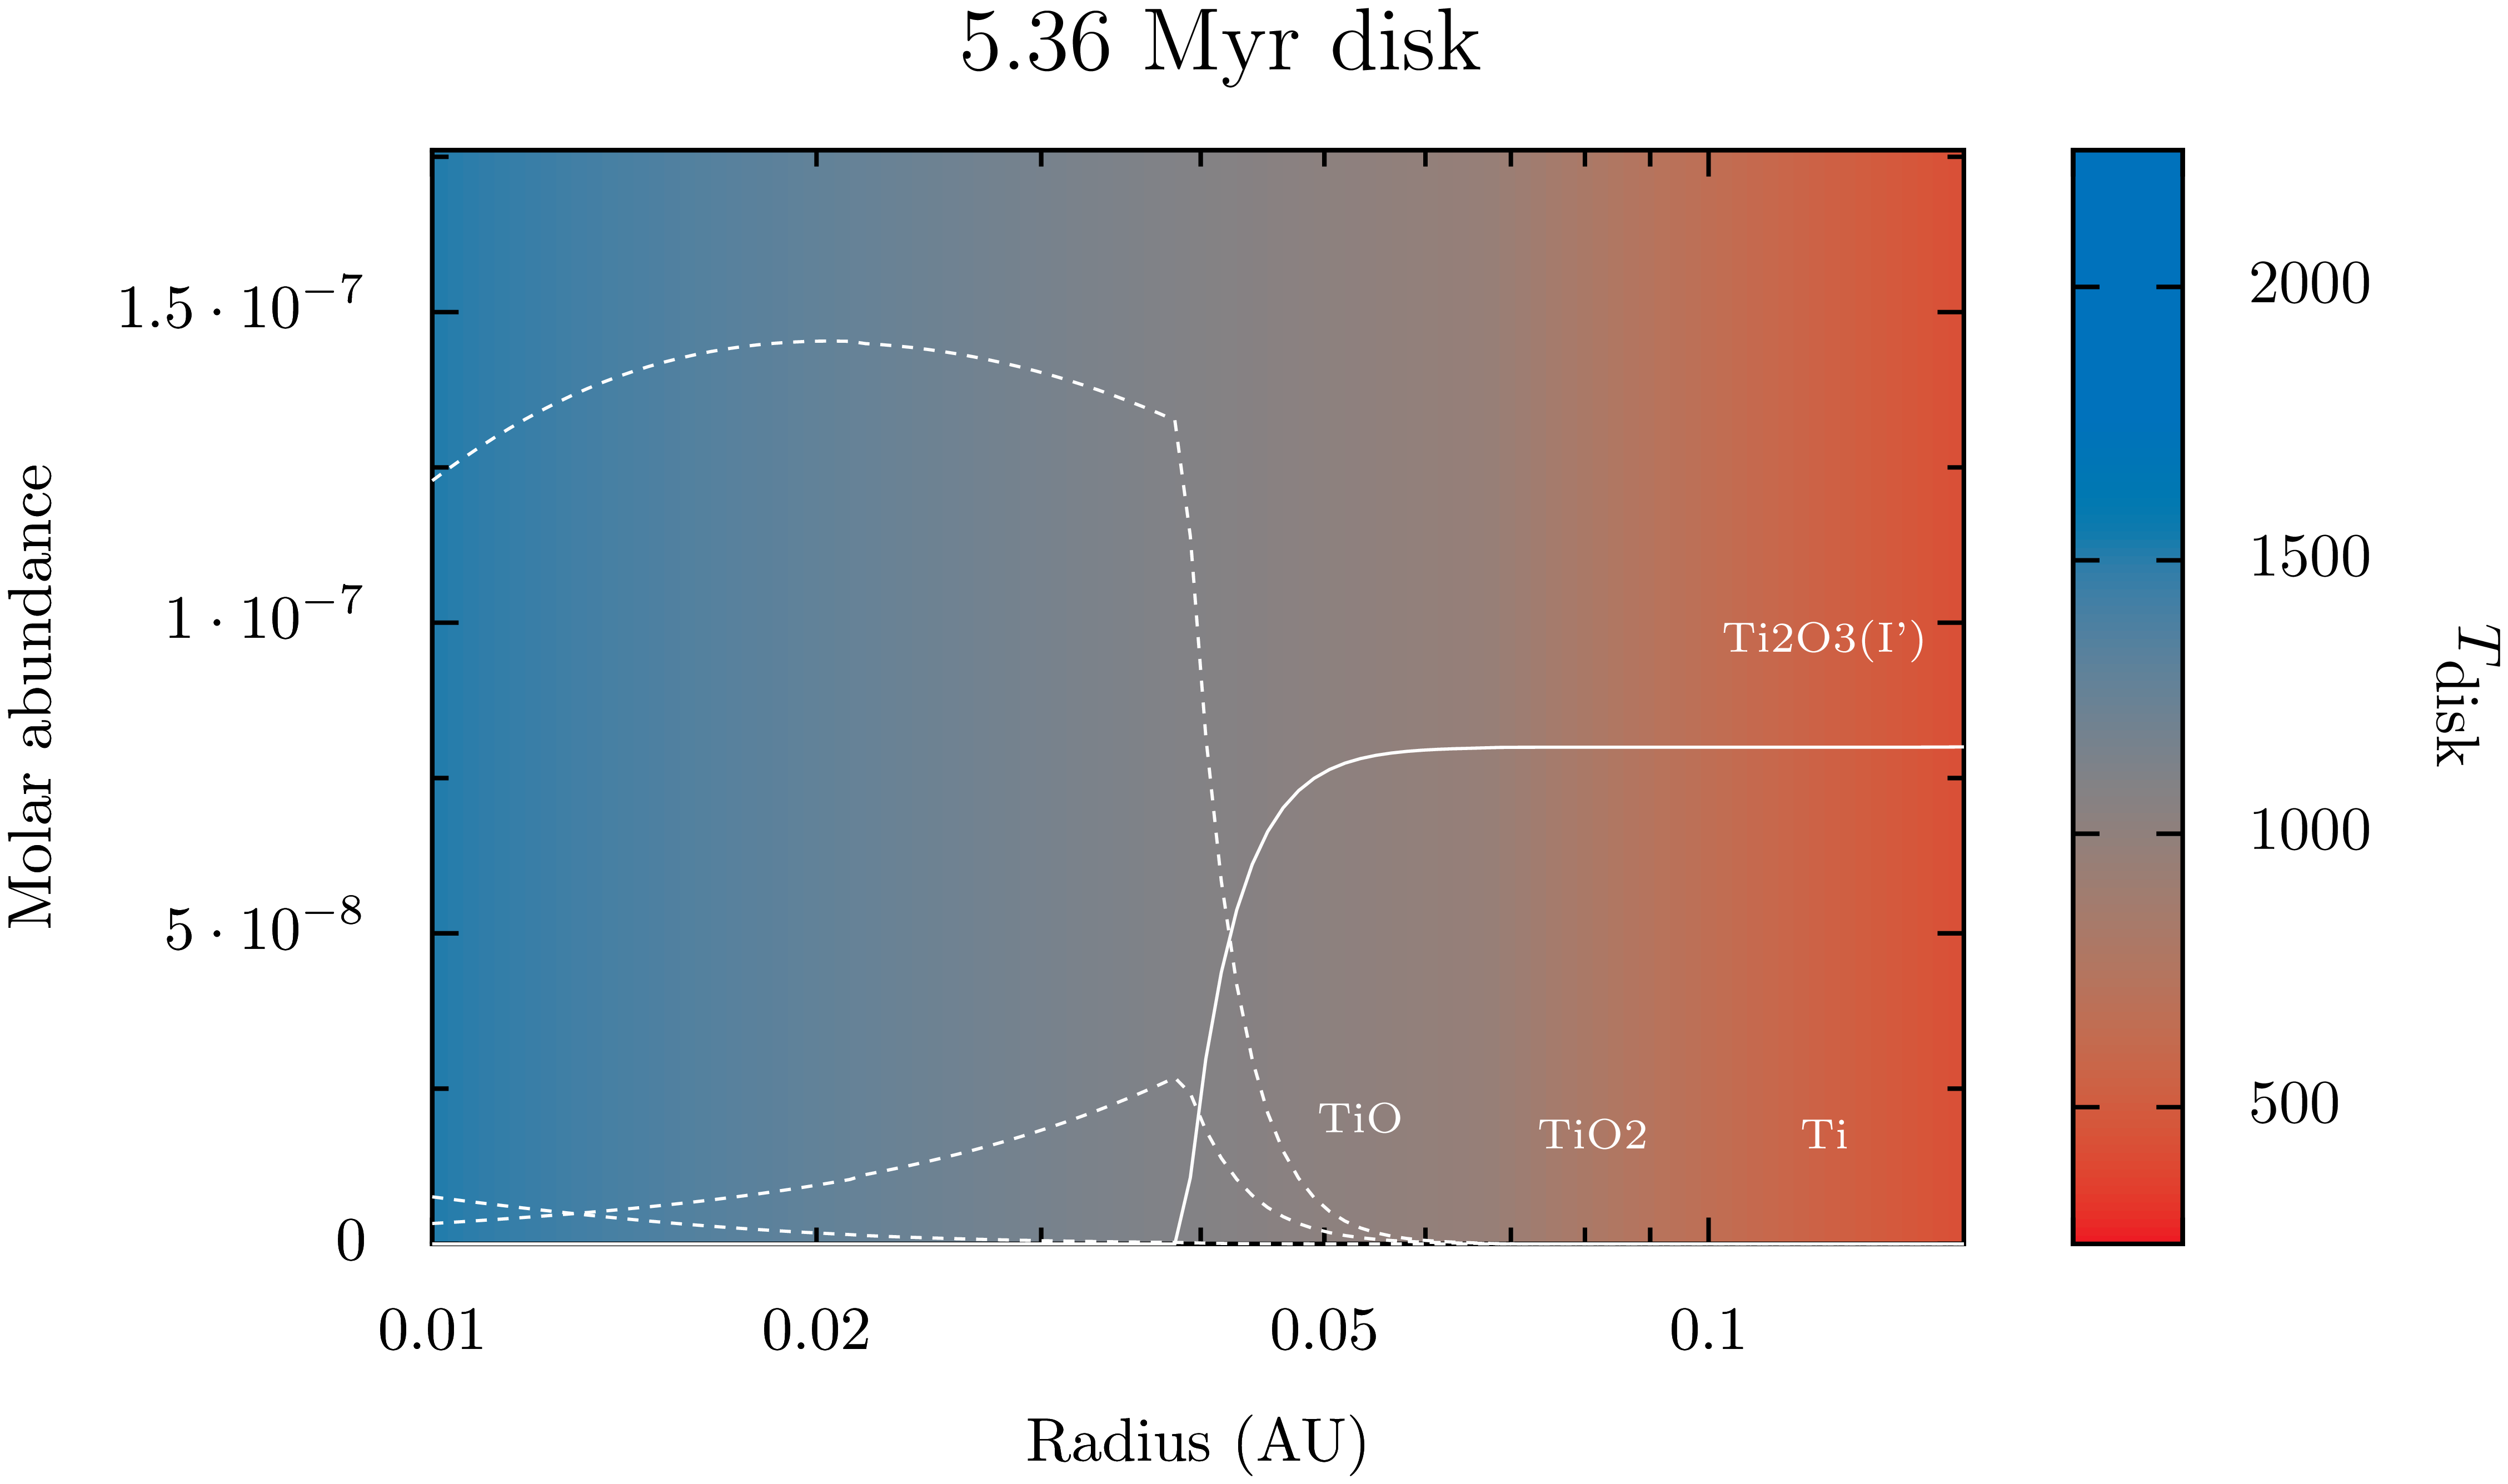 5.36 Myr disk
Molar abundance
1.5 · 10⁻⁷
1 · 10⁻⁷
5 · 10⁻⁸
0
Ti2O3(I')
TiO
TiO2
Ti
0.01
0.02
0.05
0.1
Radius (AU)
2000
1500
1000
500
T_disk